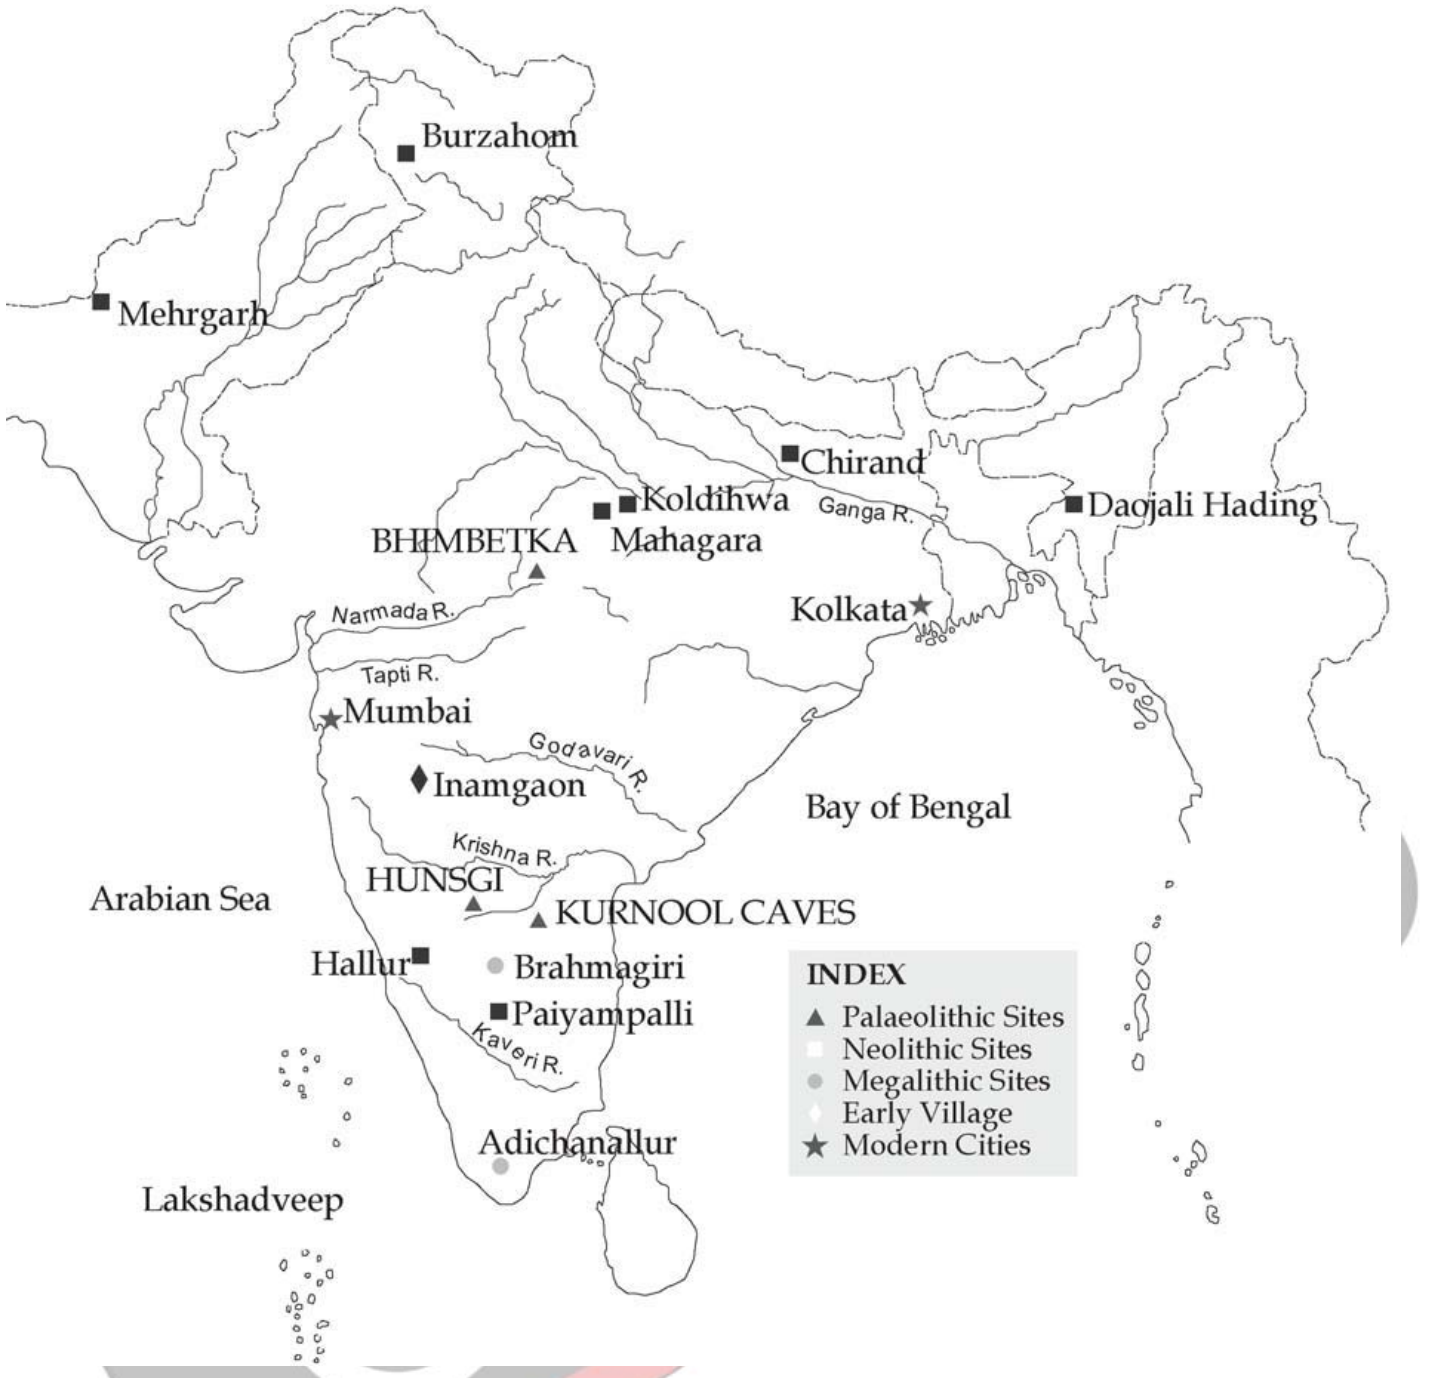 Burzahom
Mehrgarh
Chirand
Koldihwa
Ganga R.
Daojali Hading
BHIMBETKA
Mahagara
Narmada R.
Kolkata
Tapti R.
Mumbai
Godavari R.
Inamgaon
Bay of Bengal
Krishna R.
HUNSGI
Arabian Sea
KURNOOL CAVES
Hallur
Brahmagiri
Paiyampalli
Kaveri R.
INDEX
Palaeolithic Sites
Neolithic Sites
Megalithic Sites
Early Village
Modern Cities
Adichanallur
Lakshadveep